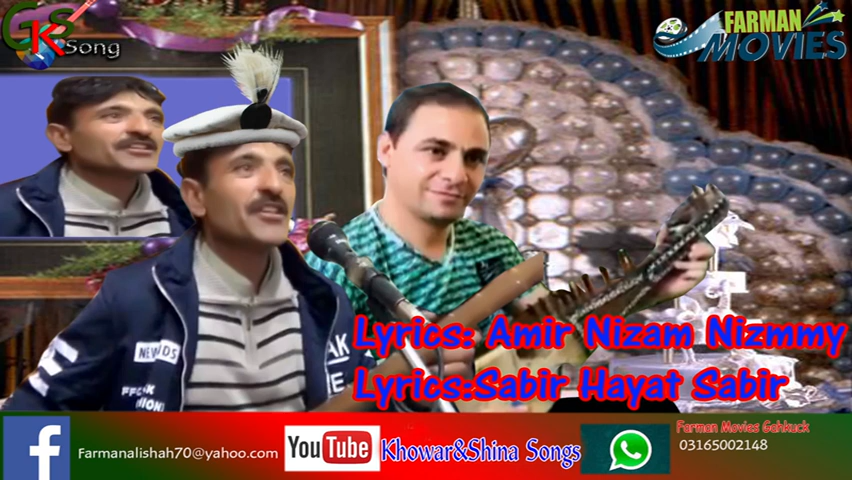 GKS
Song
FARMAN
MOVIES
Lyrics: Amir Nizam Nizmmy
Lyrics:Sabir Hayat Sabir
Farmanalishah70@yahoo.com
YouTube
Khowar&Shina Songs
Farman Movies Gahkuck
03165002148